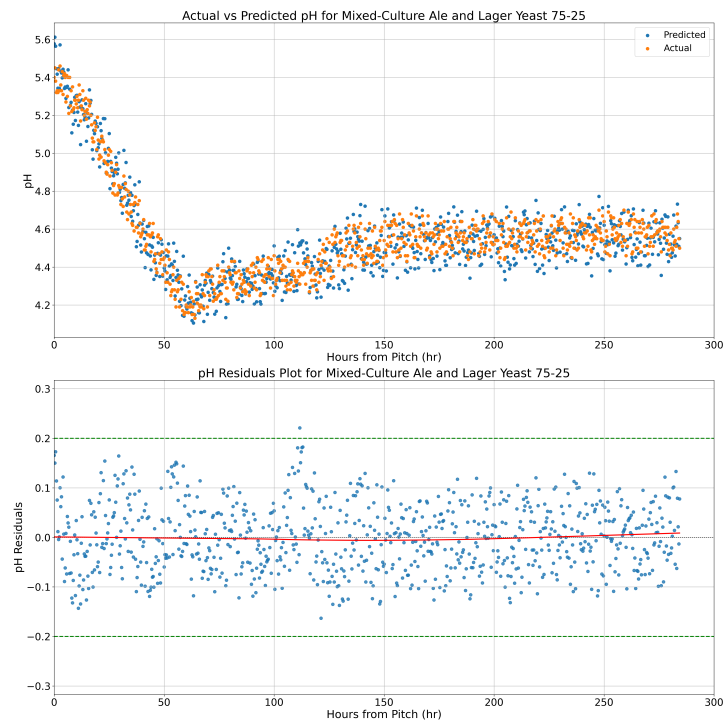 Actual vs Predicted pH for Mixed-Culture Ale and Lager Yeast 75-25
5.6
5.4
5.2
5.0
4.8
4.6
4.4
4.2
pH
Predicted
Actual
0 50 100 150 200 250 300
Hours from Pitch (hr)
pH Residuals Plot for Mixed-Culture Ale and Lager Yeast 75-25
0.3
0.2
0.1
0.0
−0.1
−0.2
−0.3
pH Residuals
0 50 100 150 200 250 300
Hours from Pitch (hr)